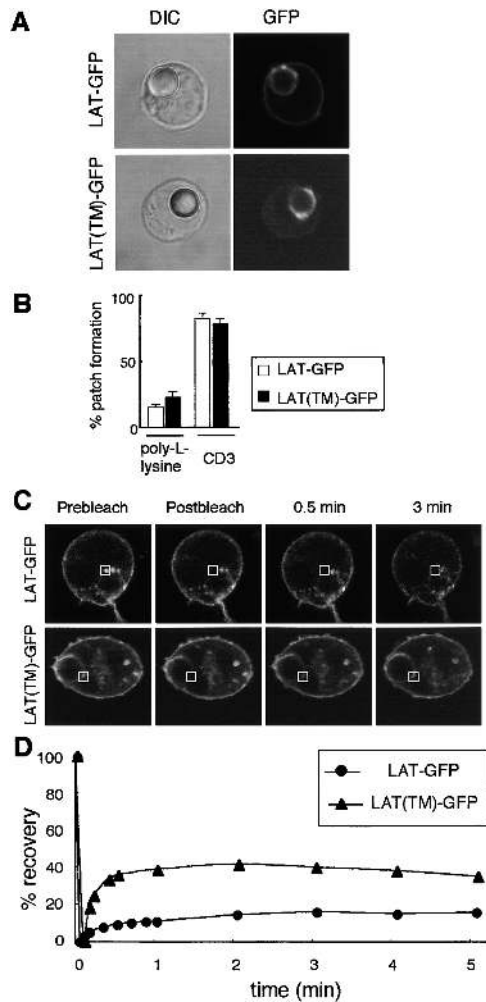 A
DIC GFP
LAT-GFP
LAT(TM)-GFP
B
% patch formation
100
50
0
poly-L-
lysine
CD3
LAT-GFP
LAT(TM)-GFP
C
Prebleach Postbleach 0.5 min 3 min
LAT-GFP
LAT(TM)-GFP
D
% recovery
100
80
60
40
20
0
LAT-GFP
LAT(TM)-GFP
0 1 2 3 4 5
time (min)